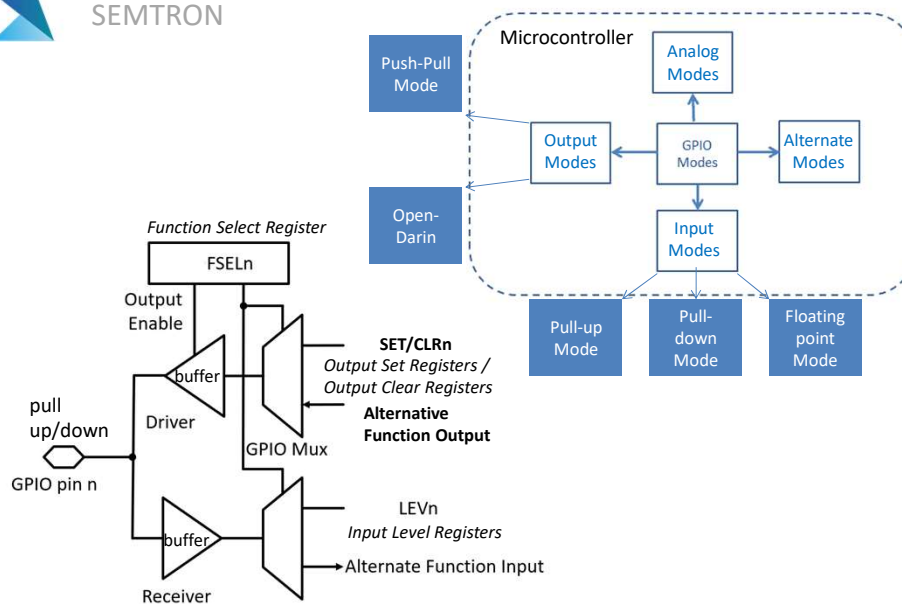 SEMTRON
Microcontroller
Push-Pull
Mode
Analog
Modes
Output
Modes
GPIO
Modes
Alternate
Modes
Open-
Darin
Input
Modes
Pull-up
Mode
Pull-
down
Mode
Floating
point
Mode
Function Select Register
FSELn
Output
Enable
buffer
Driver
SET/CLRn
Output Set Registers /
Output Clear Registers
Alternative
Function Output
GPIO Mux
pull
up/down
GPIO pin n
buffer
Receiver
LEVn
Input Level Registers
Alternate Function Input